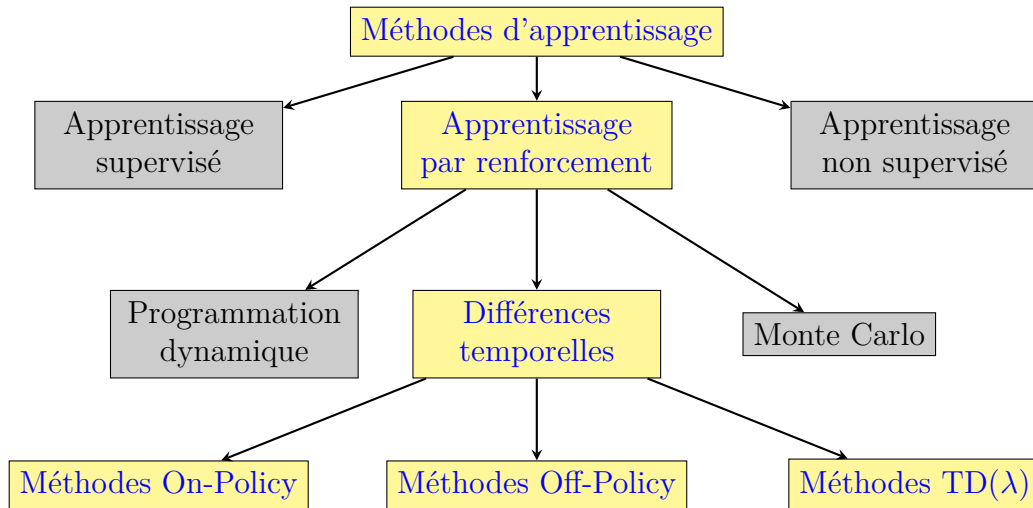 Méthodes d'apprentissage
Apprentissage
supervisé
Apprentissage
par renforcement
Apprentissage
non supervisé
Programmation
dynamique
Différences
temporelles
Monte Carlo
Méthodes On-Policy
Méthodes Off-Policy
Méthodes TD(λ)